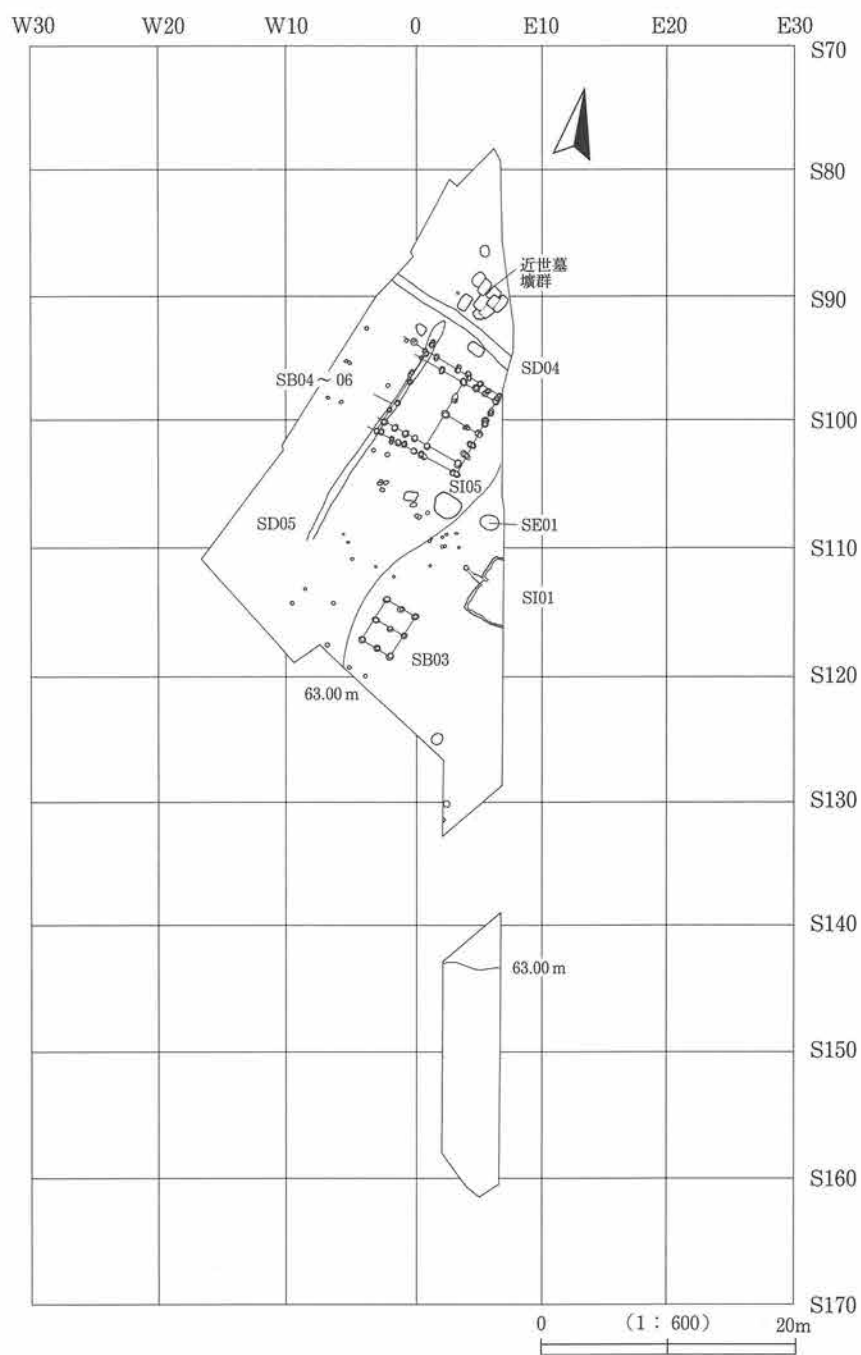 W30 W20 W10 0 E10 E20 E30
S70
S80
近世墓
壙群
S90
SD04
SB04～06
S100
SI05
SD05
SE01
S110
SI01
SB03
S120
63.00 m
S130
S140
63.00 m
S150
S160
S170
0 (1：600) 20m